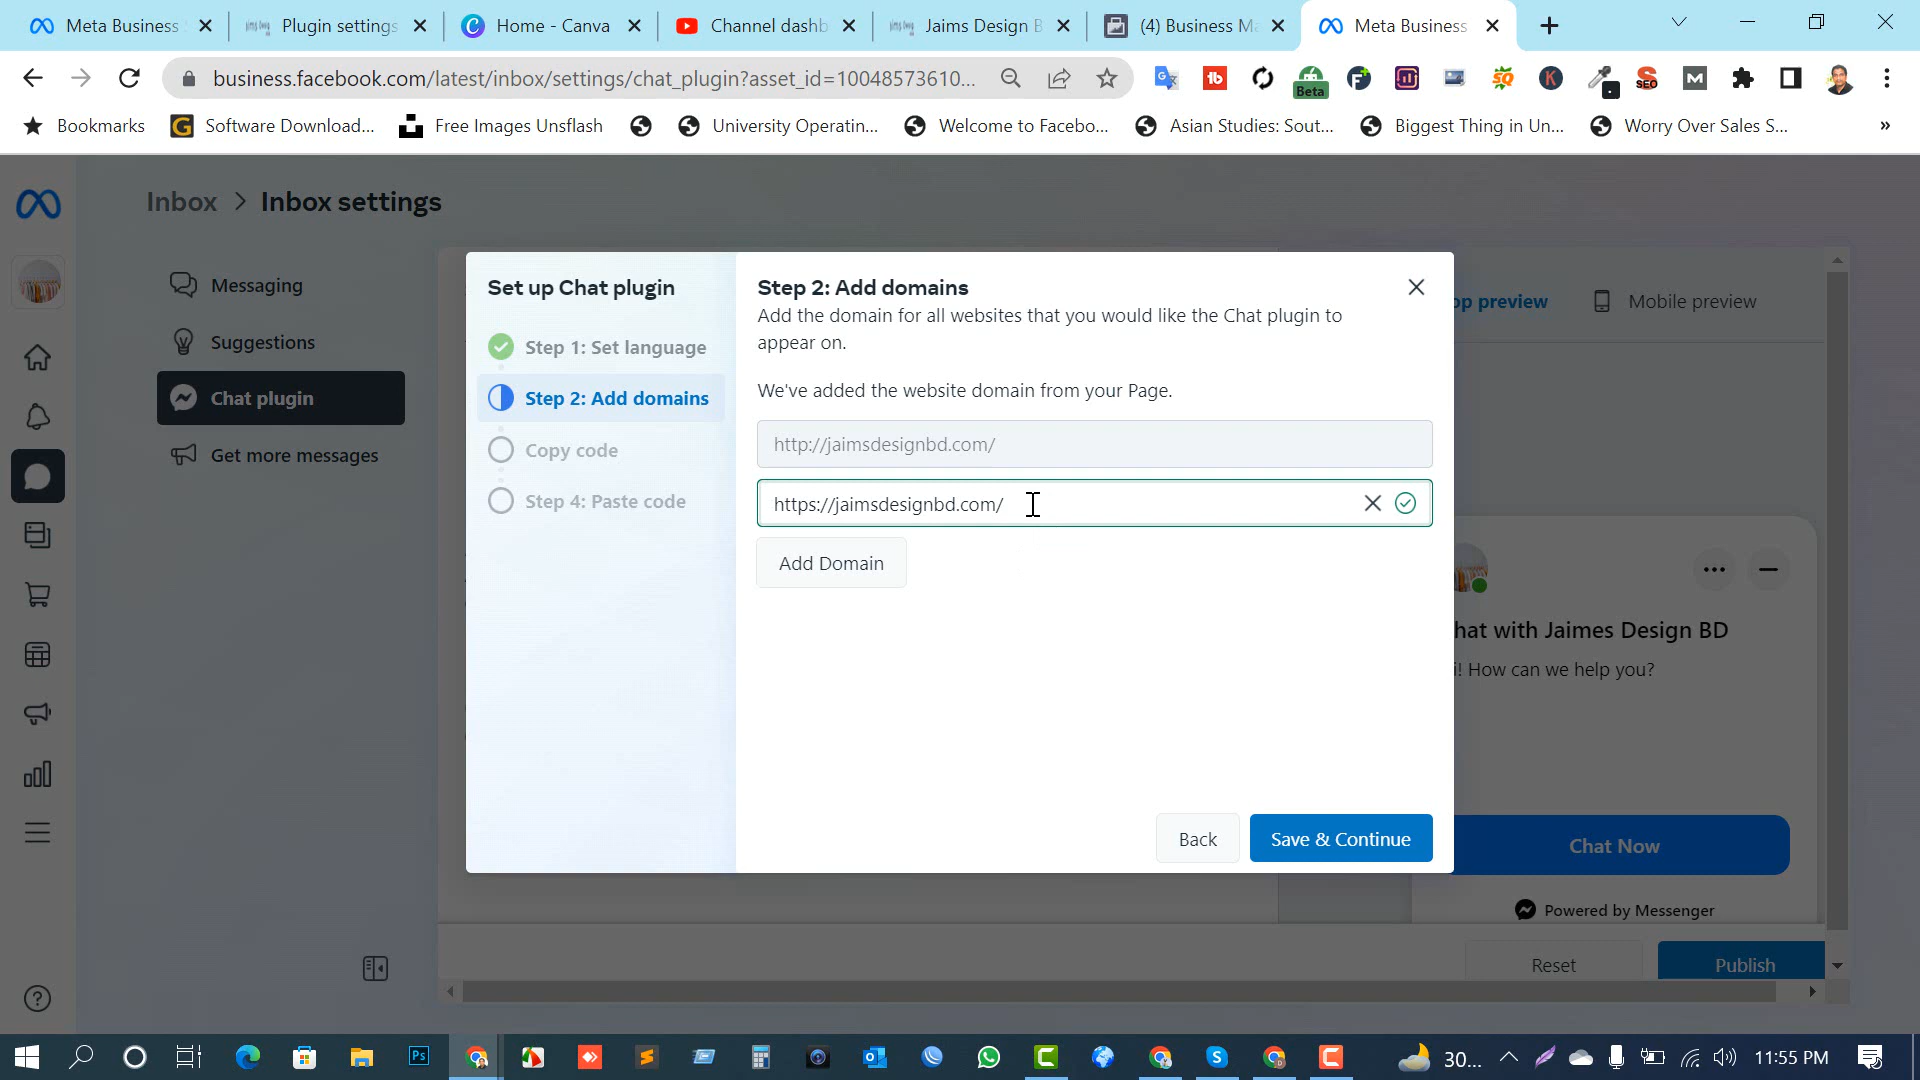 Meta Business
Plugin settings
Home - Canva
Channel dashb
Jaims Design B
(4) Business Ma
Meta Business
business.facebook.com/latest/inbox/settings/chat_plugin?asset_id=10048573610...
Beta
SEO
Bookmarks
Software Download...
Free Images Unsflash
University Operatin...
Welcome to Facebo...
Asian Studies: Sout...
Biggest Thing in Un...
Worry Over Sales S...
»
Inbox > Inbox settings
Messaging
Suggestions
Chat plugin
Get more messages
Set up Chat plugin
Step 1: Set language
Step 2: Add domains
Copy code
Step 4: Paste code
Step 2: Add domains
Add the domain for all websites that you would like the Chat plugin to
appear on.
We've added the website domain from your Page.
http://jaimsdesignbd.com/
https://jaimsdesignbd.com/
Add Domain
Back
Save & Continue
op preview
Mobile preview
hat with Jaimes Design BD
i! How can we help you?
Chat Now
Powered by Messenger
Reset
Publish
Ps
30...
11:55 PM